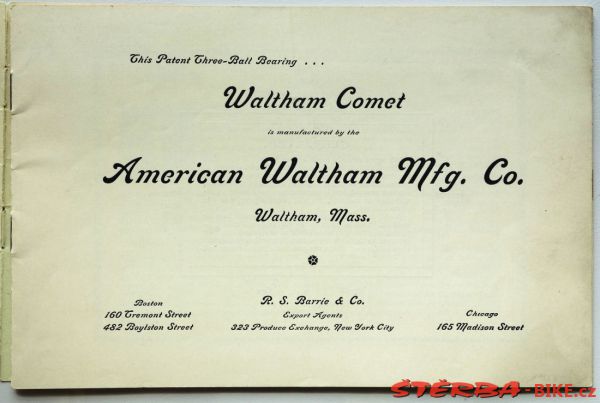 This Patent Three-Ball Bearing . . .
Waltham Comet
is manufactured by the
American Waltham Mfg. Co.
Waltham, Mass.
Boston
160 Tremont Street
482 Boylston Street
R. S. Barrie & Co.
Export Agents
323 Produce Exchange, New York City
Chicago
165 Madison Street
ŠTĚRBA-BIKE.cz